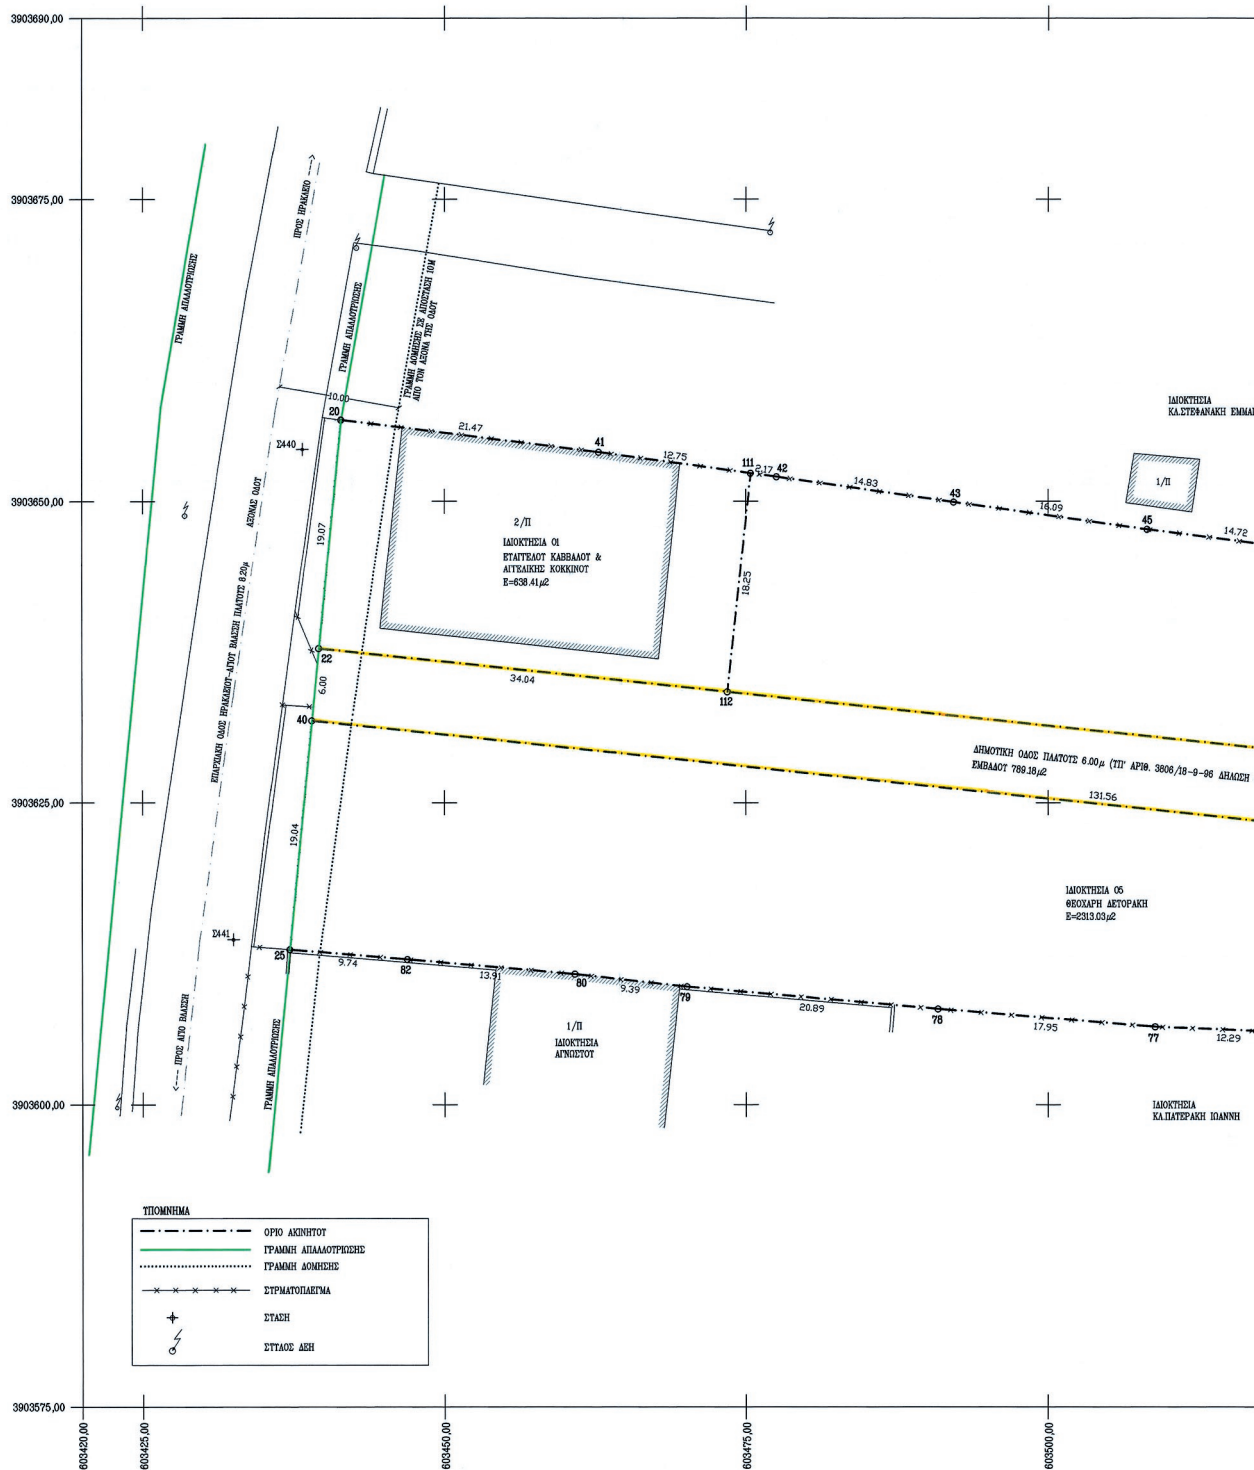 3903690,00
3903675,00
3903650,00
3903625,00
3903600,00
3903575,00
603420,00
603425,00
603450,00
603475,00
603500,00
ΓΡΑΜΜΗ ΑΠΑΛΛΟΤΡΙΩΣΗΣ
ΠΡΟΣ ΗΡΑΚΛΕΙΟ
ΓΡΑΜΜΗ ΑΠΑΛΛΟΤΡΙΩΣΗΣ
ΓΡΑΜΜΗ ΔΟΜΗΣΗΣ ΣΕ ΑΠΟΣΤΑΣΗ 10Μ
ΑΠΟ ΤΟΝ ΑΞΟΝΑ ΤΗΣ ΟΔΟΥ
10.00
20
Σ440
21.47
41
12.75
111
2.17
42
14.83
43
16.09
45
14.72
ΙΔΙΟΚΤΗΣΙΑ
ΚΛ.ΣΤΕΦΑΝΑΚΗ ΕΜΜΑ
1/Π
ΑΞΟΝΑΣ ΟΔΟΥ
ΕΠΑΡΧΙΑΚΗ ΟΔΟΣ ΗΡΑΚΛΕΙΟΥ-ΑΓΙΟΥ ΒΛΑΣΣΗ ΠΛΑΤΟΥΣ 8.20μ
19.07
2/Π
ΙΔΙΟΚΤΗΣΙΑ 01
ΕΥΑΓΓΕΛΟΥ ΚΑΒΒΑΛΟΥ &
ΑΓΓΕΛΙΚΗΣ ΚΟΚΚΙΝΟΥ
Ε=638.41μ2
18.25
22
34.04
112
6.00
40
ΔΗΜΟΤΙΚΗ ΟΔΟΣ ΠΛΑΤΟΥΣ 6.00μ (ΥΠ' ΑΡΙΘ. 3806/18-9-96 ΔΗΛΩΣΗ
ΕΜΒΑΔΟΥ 789.18μ2
131.56
19.04
ΙΔΙΟΚΤΗΣΙΑ 05
ΘΕΟΧΑΡΗ ΔΕΤΟΡΑΚΗ
Ε=2313.03μ2
Σ441
25
9.74
82
13.91
80
9.39
79
20.89
78
17.95
77
12.29
1/Π
ΙΔΙΟΚΤΗΣΙΑ
ΑΓΝΩΣΤΟΥ
ΠΡΟΣ ΑΓΙΟ ΒΛΑΣΣΗ
ΓΡΑΜΜΗ ΑΠΑΛΛΟΤΡΙΩΣΗΣ
ΙΔΙΟΚΤΗΣΙΑ
ΚΛ.ΠΑΤΕΡΑΚΗ ΙΩΑΝΝΗ
ΥΠΟΜΝΗΜΑ
ΟΡΙΟ ΑΚΙΝΗΤΟΥ
ΓΡΑΜΜΗ ΑΠΑΛΛΟΤΡΙΩΣΗΣ
ΓΡΑΜΜΗ ΔΟΜΗΣΗΣ
ΣΥΡΜΑΤΟΠΛΕΓΜΑ
ΣΤΑΣΗ
ΣΤΥΛΟΣ ΔΕΗ